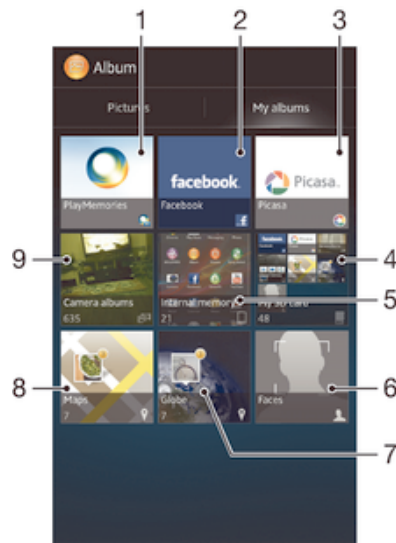 1 2 3
Album
Pictures My albums
facebook. Picasa
PlayMemories Facebook Picasa
9 4
Camera albums Internal memory My SD card
635 21 48
5
8 6
Maps Globe Faces
7 7
7